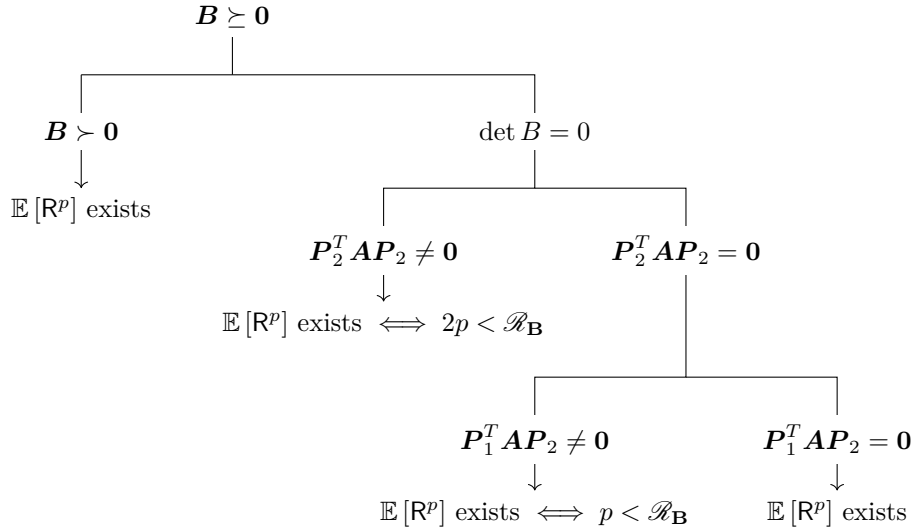 B ⪰ 0
B ≻ 0
det B = 0
𝔼 [R^p] exists
P_2^T A P_2 ≠ 0
P_2^T A P_2 = 0
𝔼 [R^p] exists ⟺ 2p < ℛ_B
P_1^T A P_2 ≠ 0
P_1^T A P_2 = 0
𝔼 [R^p] exists ⟺ p < ℛ_B
𝔼 [R^p] exists